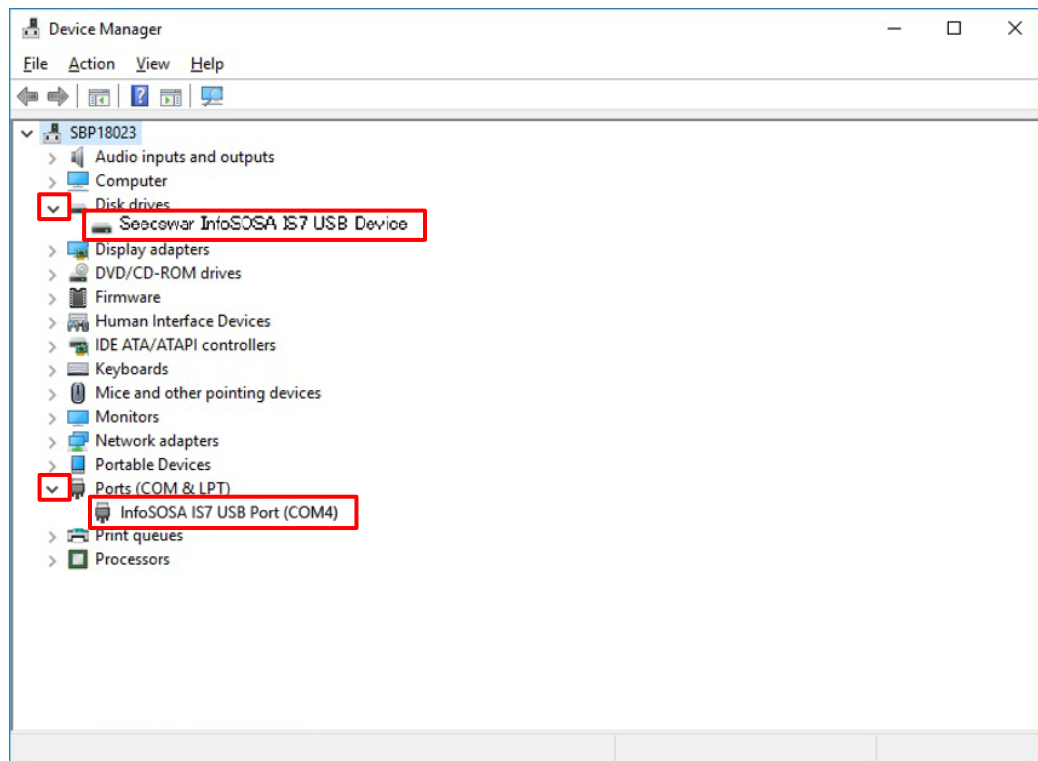 Device Manager
File Action View Help
SBP18023
Audio inputs and outputs
Computer
Disk drives
Seecswar InfoSOSA IS7 USB Device
Display adapters
DVD/CD-ROM drives
Firmware
Human Interface Devices
IDE ATA/ATAPI controllers
Keyboards
Mice and other pointing devices
Monitors
Network adapters
Portable Devices
Ports (COM & LPT)
InfoSOSA IS7 USB Port (COM4)
Print queues
Processors